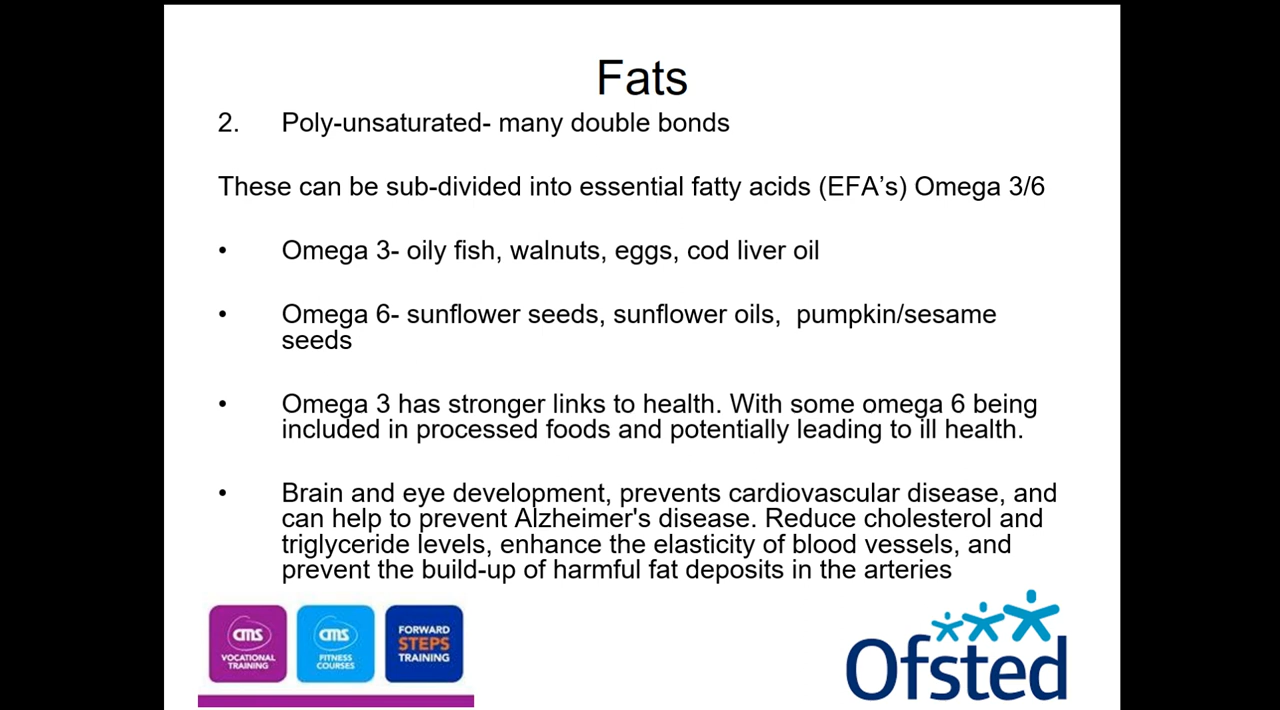 Fats
2. Poly-unsaturated- many double bonds
These can be sub-divided into essential fatty acids (EFA’s) Omega 3/6
• Omega 3- oily fish, walnuts, eggs, cod liver oil
• Omega 6- sunflower seeds, sunflower oils,  pumpkin/sesame
seeds
• Omega 3 has stronger links to health. With some omega 6 being
included in processed foods and potentially leading to ill health.
• Brain and eye development, prevents cardiovascular disease, and
can help to prevent Alzheimer's disease. Reduce cholesterol and
triglyceride levels, enhance the elasticity of blood vessels, and
prevent the build-up of harmful fat deposits in the arteries
cms
VOCATIONAL
TRAINING
cms
FITNESS
COURSES
FORWARD
STEPS
TRAINING
Ofsted